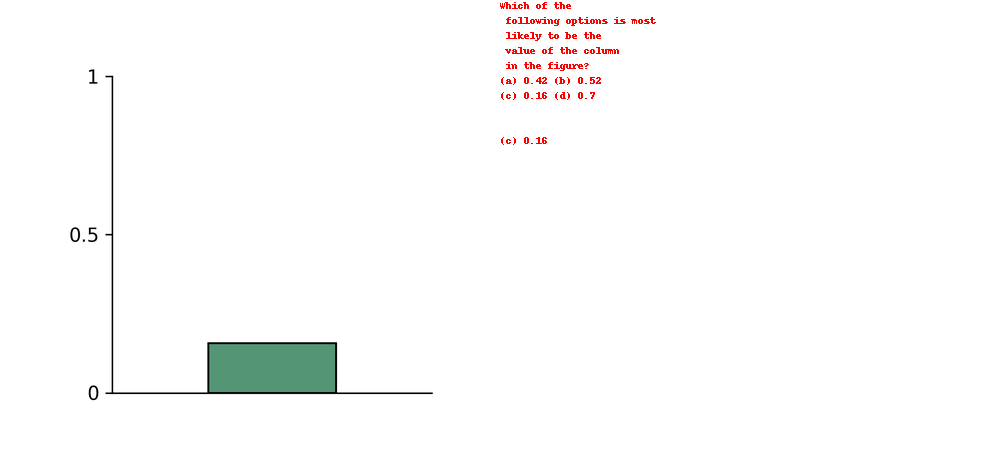 1
0.5
0
Which of the
following options is most
likely to be the
value of the column
in the figure?
(a) 0.42 (b) 0.52
(c) 0.16 (d) 0.7
(c) 0.16